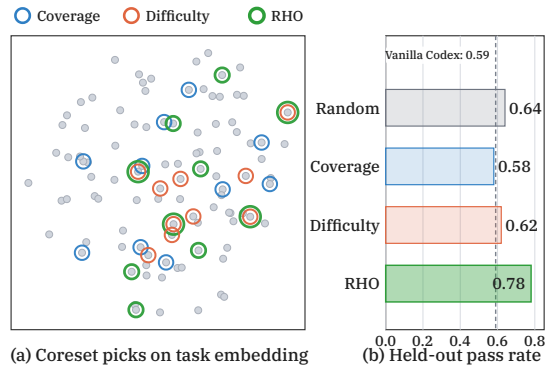 Coverage Difficulty RHO
Vanilla Codex: 0.59
Random 0.64
Coverage 0.58
Difficulty 0.62
RHO 0.78
0.0 0.2 0.4 0.6 0.8
(a) Coreset picks on task embedding
(b) Held-out pass rate